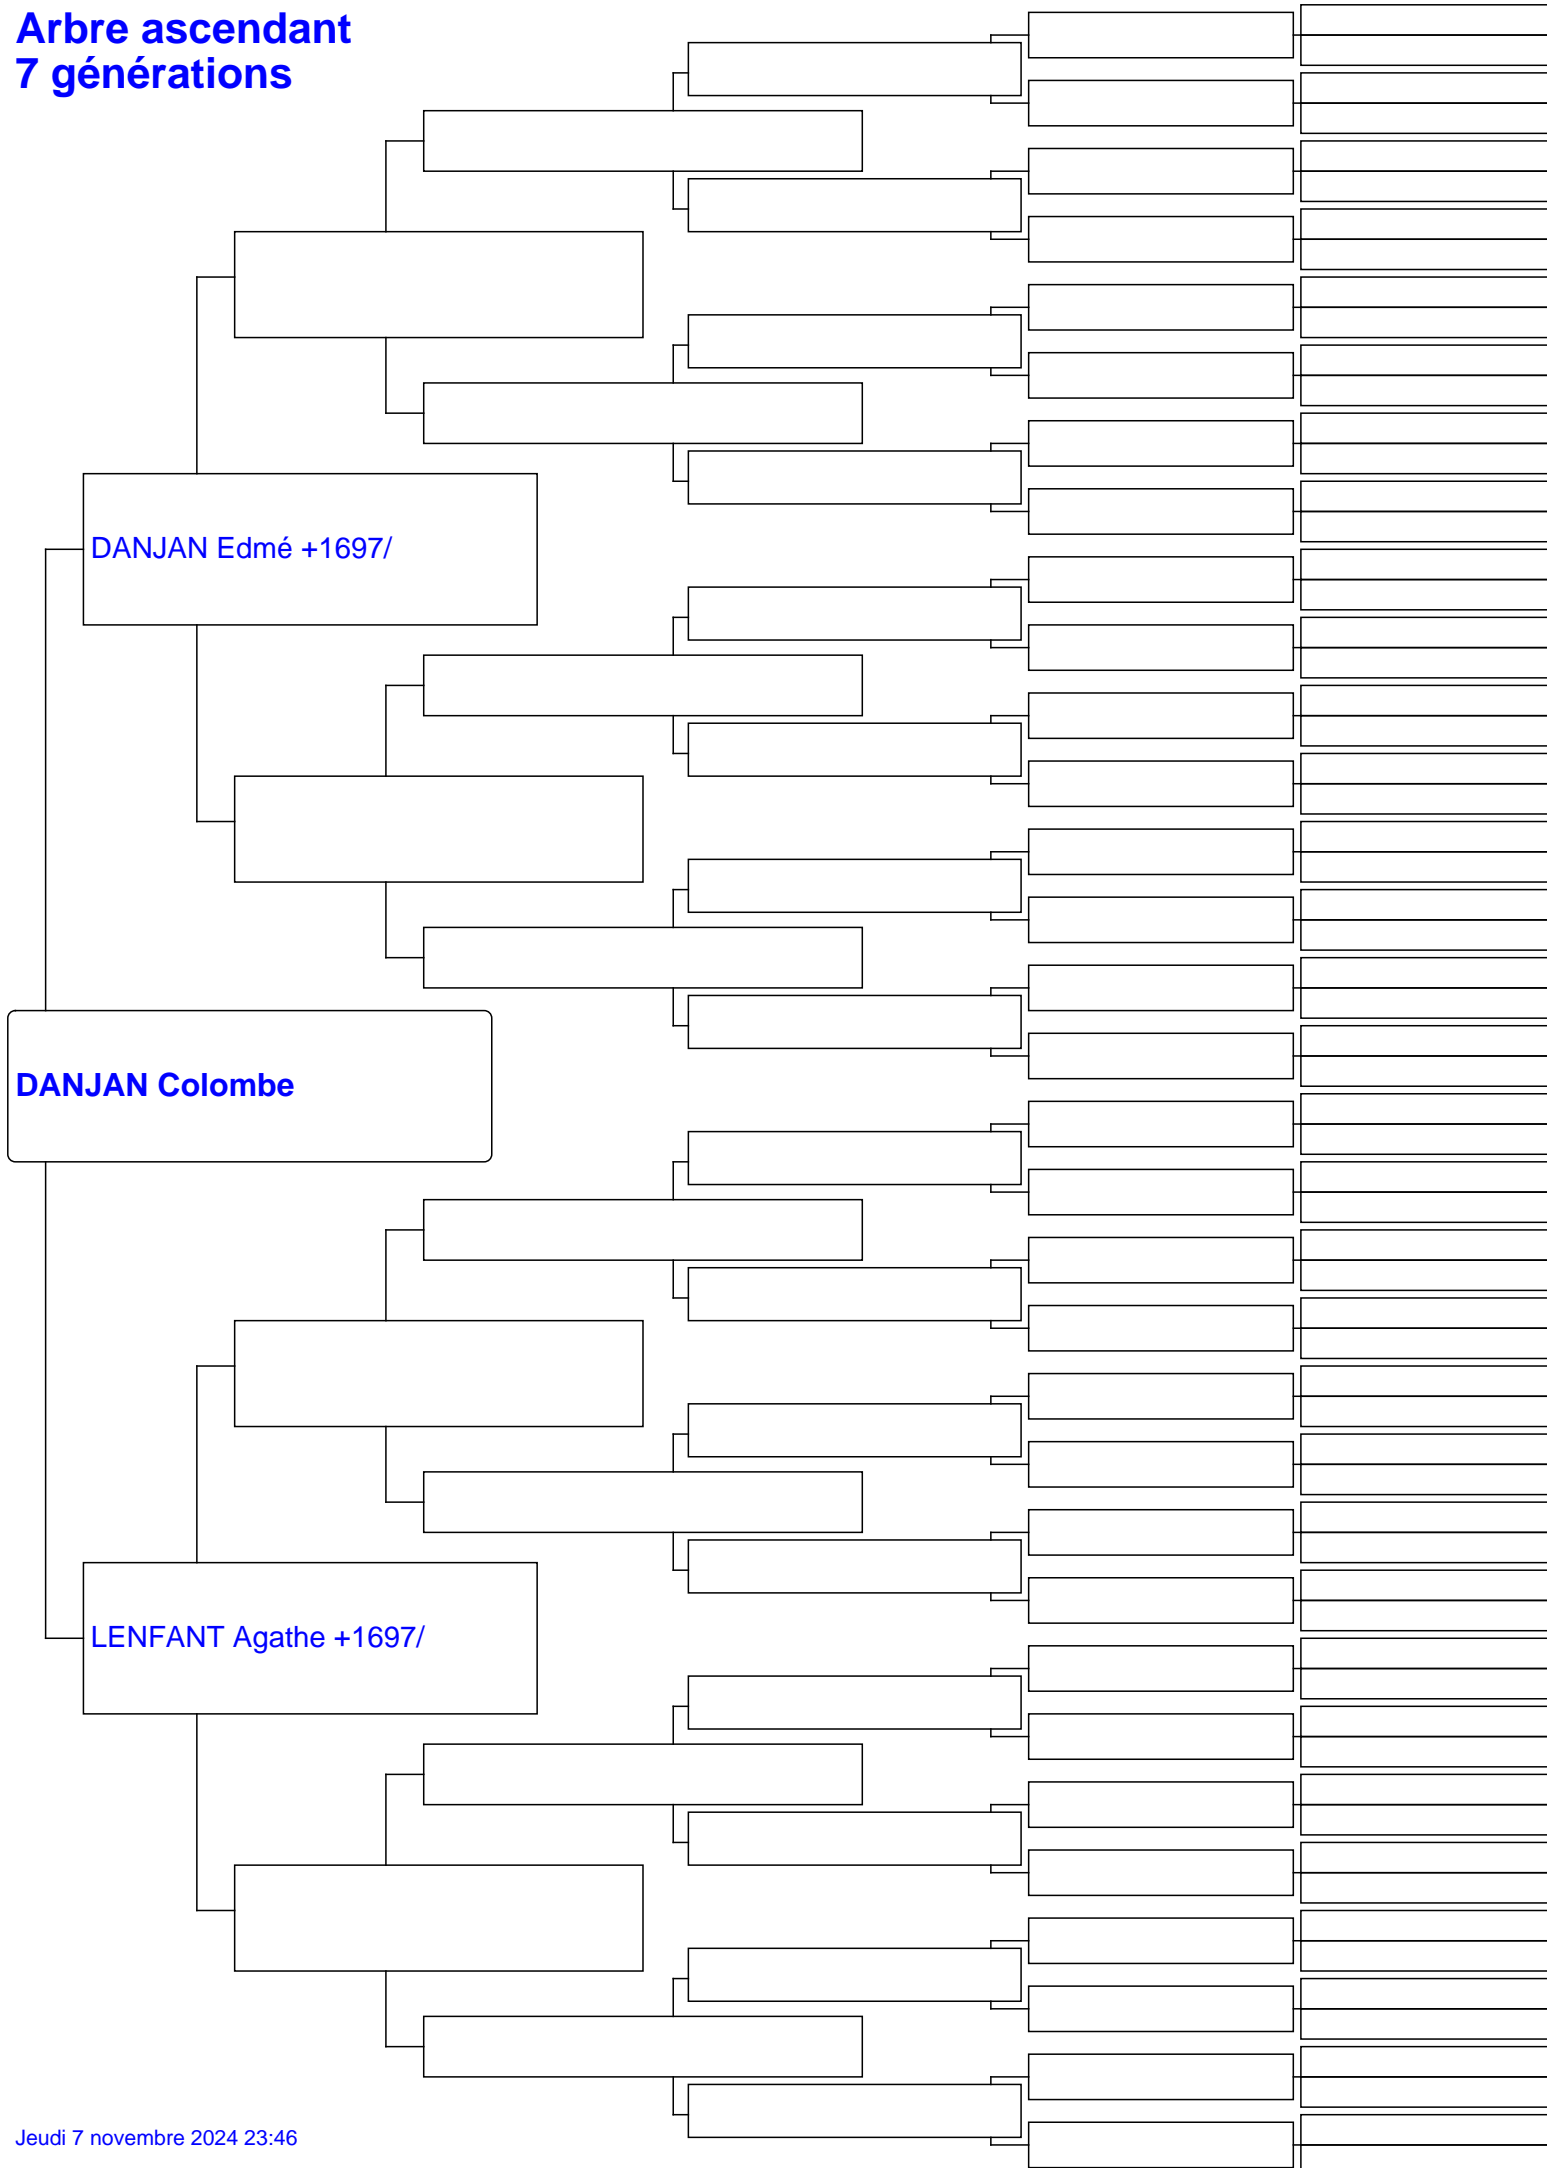 Arbre ascendant
7 générations
DANJAN Edmé +1697/
DANJAN Colombe
LENFANT Agathe +1697/
Jeudi 7 novembre 2024 23:46